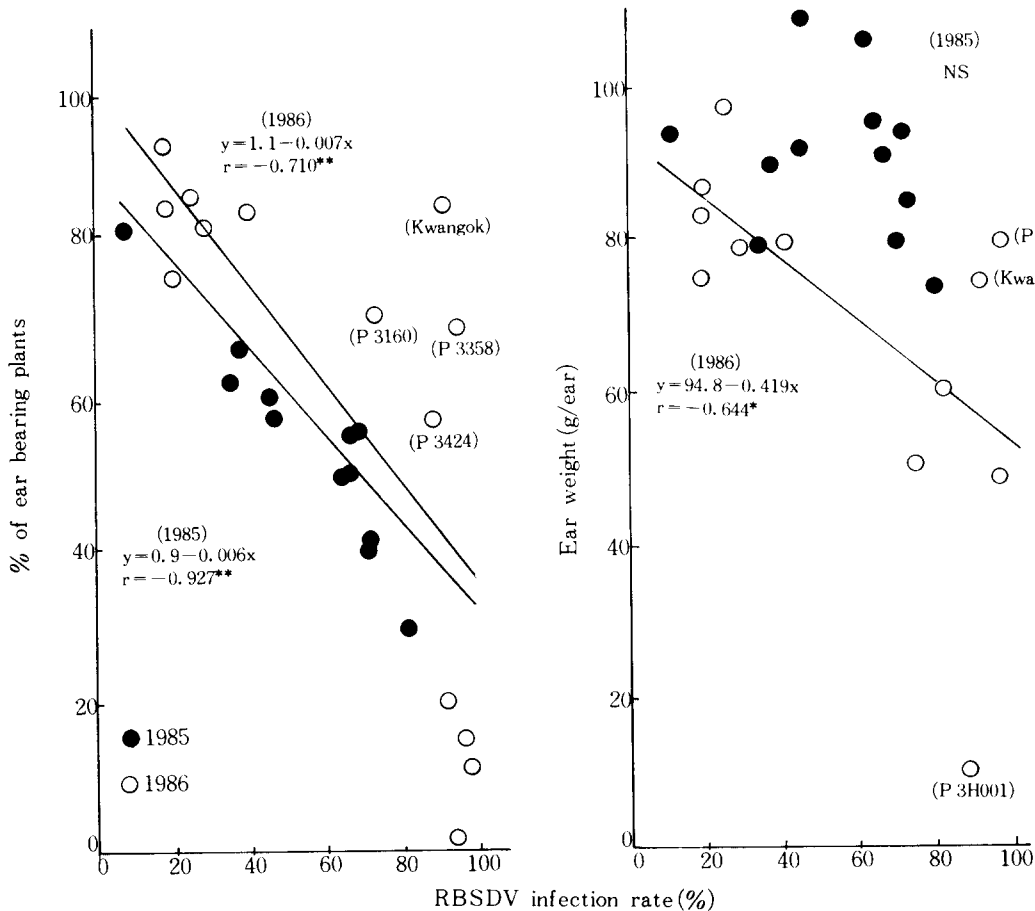 % of ear bearing plants
100
80
60
40
20
0
(1986)
y=1.1−0.007x
r=−0.710**
(Kwangok)
(P 3160)
(P 3358)
(P 3424)
(1985)
y=0.9−0.006x
r=−0.927**
1985
1986
0 20 40 60 80 100
Ear weight (g/ear)
100
80
60
40
20
0
(1985)
NS
(P
(Kwa
(1986)
y=94.8−0.419x
r=−0.644*
(P 3H001)
0 20 40 60 80 100
RBSDV infection rate (%)